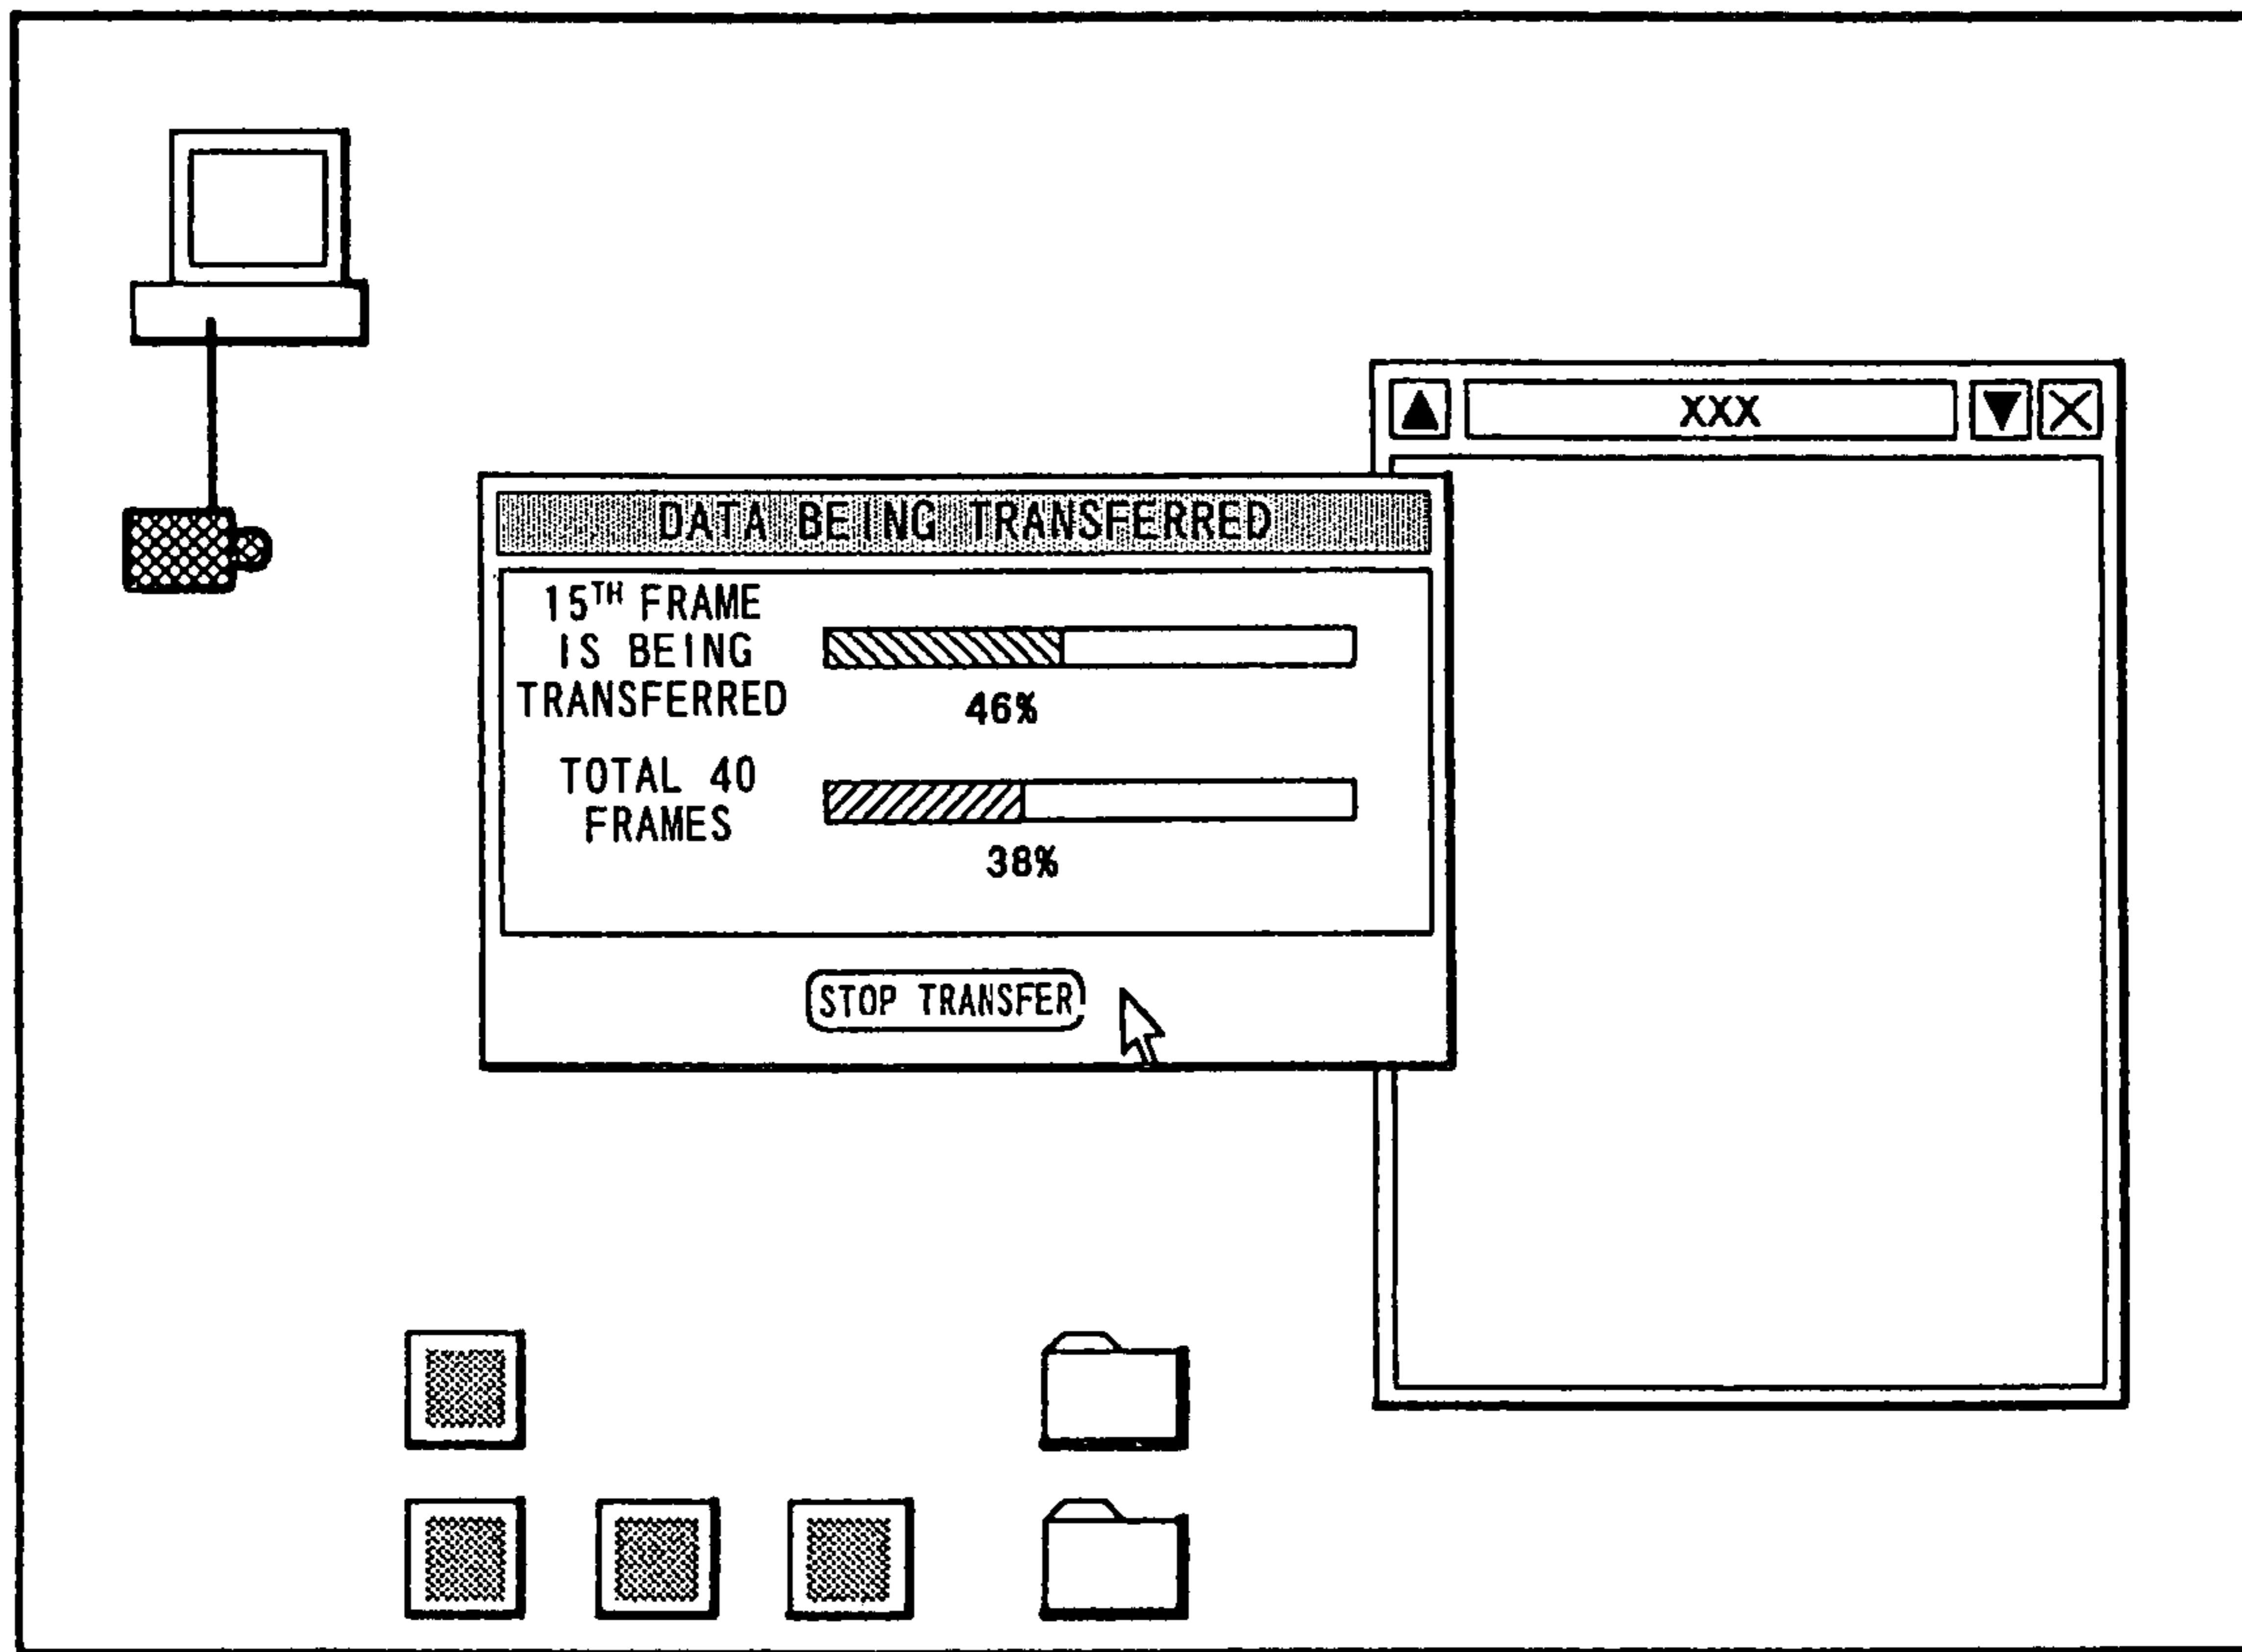 XXX
DATA BEING TRANSFERRED
15TH FRAME
IS BEING
TRANSFERRED
46%
TOTAL 40
FRAMES
38%
STOP TRANSFER